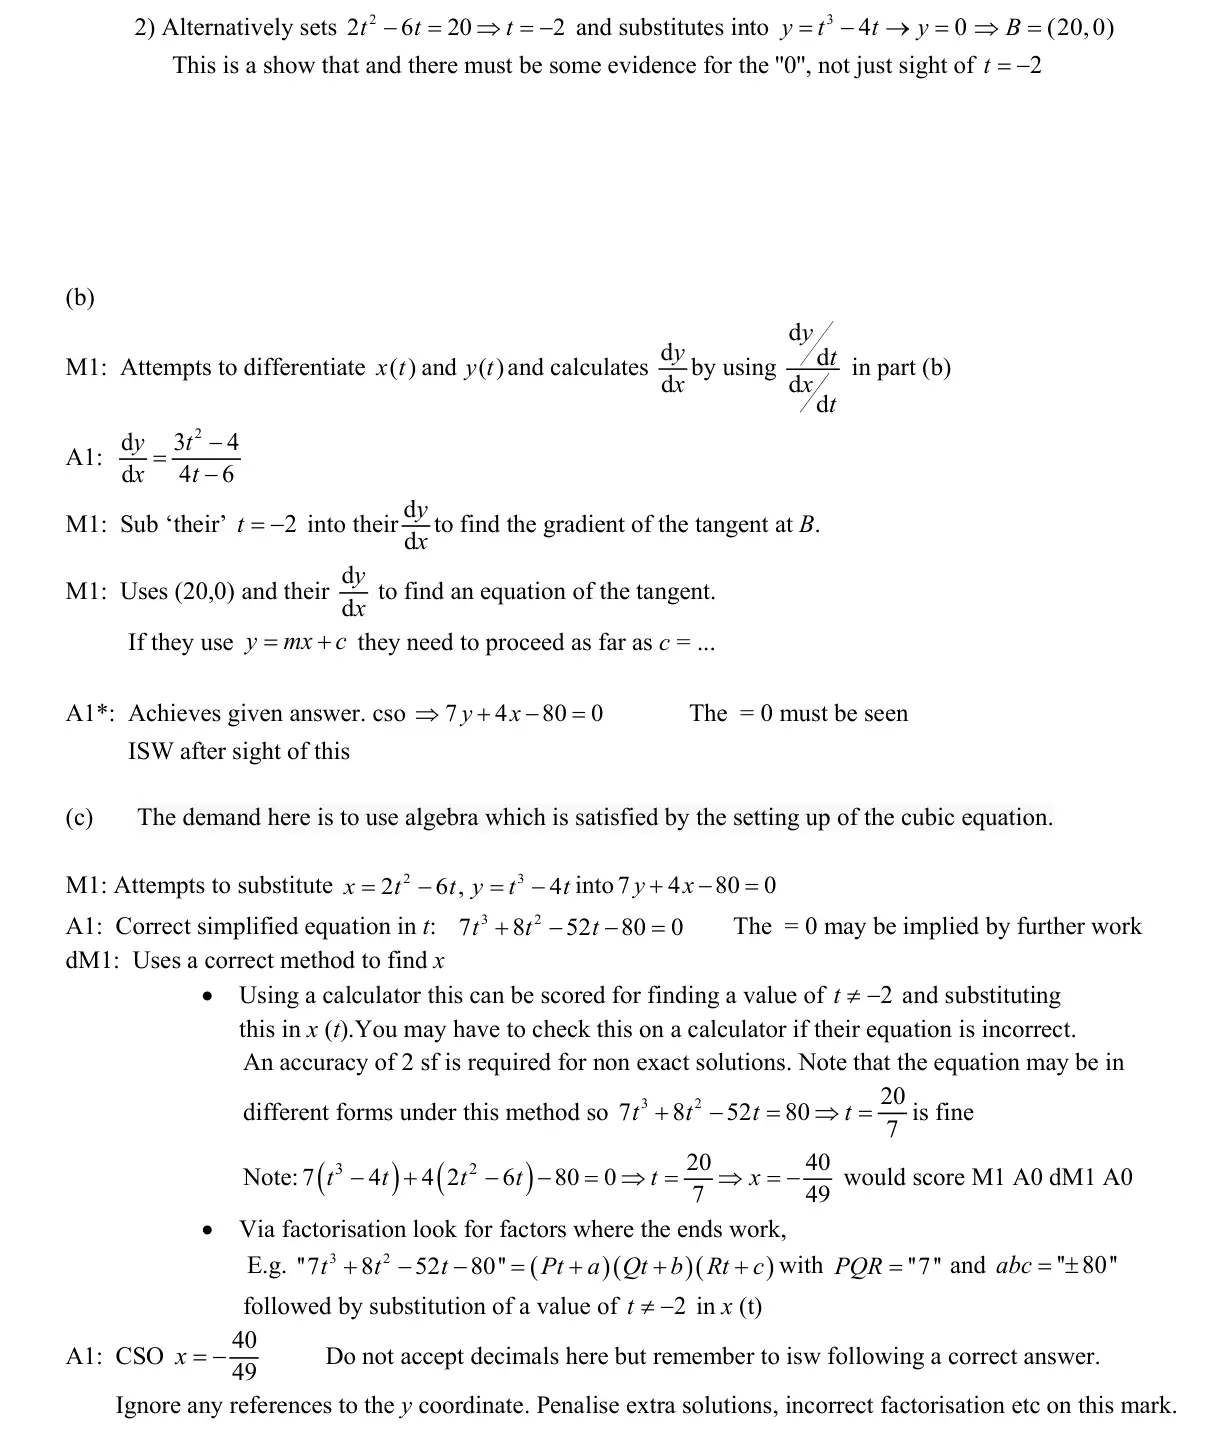 2) Alternatively sets 2t² − 6t = 20 ⇒ t = −2 and substitutes into y = t³ − 4t → y = 0 ⇒ B = (20,0)
This is a show that and there must be some evidence for the "0", not just sight of t = −2
(b)
M1: Attempts to differentiate x(t) and y(t) and calculates dy/dx by using (dy/dt)/(dx/dt) in part (b)
A1: dy/dx = (3t² − 4)/(4t − 6)
M1: Sub ‘their’ t = −2 into their dy/dx to find the gradient of the tangent at B.
M1: Uses (20,0) and their dy/dx to find an equation of the tangent.
If they use y = mx + c they need to proceed as far as c = ...
A1*: Achieves given answer. cso ⇒ 7y + 4x − 80 = 0 The = 0 must be seen
ISW after sight of this
(c) The demand here is to use algebra which is satisfied by the setting up of the cubic equation.
M1: Attempts to substitute x = 2t² − 6t, y = t³ − 4t into 7y + 4x − 80 = 0
A1: Correct simplified equation in t: 7t³ + 8t² − 52t − 80 = 0 The = 0 may be implied by further work
dM1: Uses a correct method to find x
• Using a calculator this can be scored for finding a value of t ≠ −2 and substituting
this in x (t).You may have to check this on a calculator if their equation is incorrect.
An accuracy of 2 sf is required for non exact solutions. Note that the equation may be in
different forms under this method so 7t³ + 8t² − 52t = 80 ⇒ t = 20/7 is fine
Note: 7(t³ − 4t) + 4(2t² − 6t) − 80 = 0 ⇒ t = 20/7 ⇒ x = −40/49 would score M1 A0 dM1 A0
• Via factorisation look for factors where the ends work,
E.g. "7t³ + 8t² − 52t − 80" = (Pt + a)(Qt + b)(Rt + c) with PQR = "7" and abc = "± 80"
followed by substitution of a value of t ≠ −2 in x (t)
A1: CSO x = −40/49 Do not accept decimals here but remember to isw following a correct answer.
Ignore any references to the y coordinate. Penalise extra solutions, incorrect factorisation etc on this mark.